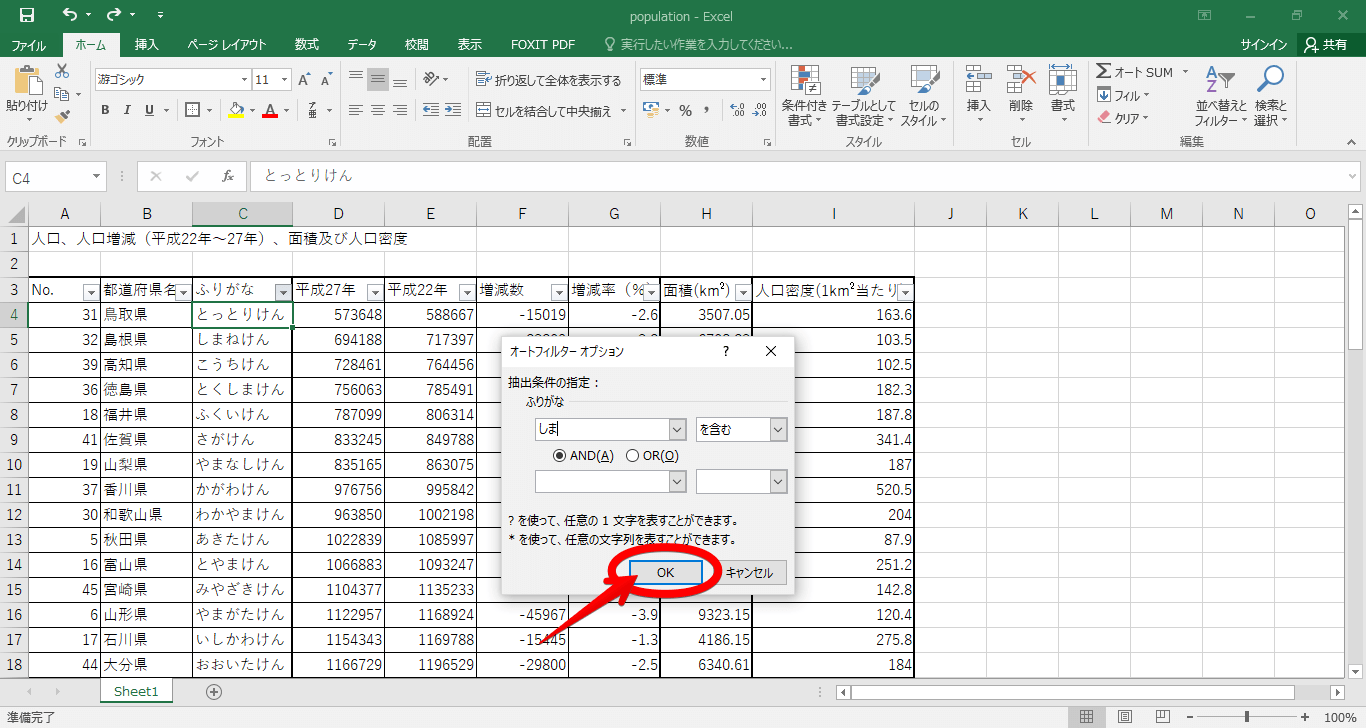 population - Excel
ファイル ホーム 挿入 ページ レイアウト 数式 データ 校閲 表示 FOXIT PDF 実行したい作業を入力してください... サインイン 共有
貼り付け
クリップボード
游ゴシック 11 A A
B I U
フォント
折り返して全体を表示する
セルを結合して中央揃え
配置
標準
% ,
数値
条件付き書式
テーブルとして書式設定
セルのスタイル
スタイル
挿入 削除 書式
セル
Σ オート SUM
フィル
クリア
並べ替えとフィルター
検索と選択
編集
C4 fx とっとりけん
A B C D E F G H I J K L M N O
1 人口、人口増減（平成22年～27年）、面積及び人口密度
2
3 No. 都道府県名 ふりがな 平成27年 平成22年 増減数 増減率（% 面積(km²) 人口密度(1km²当たり
4 31 鳥取県 とっとりけん 573648 588667 -15019 -2.6 3507.05 163.6
5 32 島根県 しまねけん 694188 717397 103.5
6 39 高知県 こうちけん 728461 764456 102.5
7 36 徳島県 とくしまけん 756063 785491 182.3
8 18 福井県 ふくいけん 787099 806314 187.8
9 41 佐賀県 さがけん 833245 849788 341.4
10 19 山梨県 やまなしけん 835165 863075 187
11 37 香川県 かがわけん 976756 995842 520.5
12 30 和歌山県 わかやまけん 963850 1002198 204
13 5 秋田県 あきたけん 1022839 1085997 87.9
14 16 富山県 とやまけん 1066883 1093247 251.2
15 45 宮崎県 みやざきけん 1104377 1135233 142.8
16 6 山形県 やまがたけん 1122957 1168924 -45967 -3.9 9323.15 120.4
17 17 石川県 いしかわけん 1154343 1169788 -15445 -1.3 4186.15 275.8
18 44 大分県 おおいたけん 1166729 1196529 -29800 -2.5 6340.61 184
オートフィルター オプション ? ×
抽出条件の指定：
ふりがな
しま を含む
AND(A) OR(O)
? を使って、任意の 1 文字を表すことができます。
* を使って、任意の文字列を表すことができます。
OK キャンセル
Sheet1
準備完了 100%